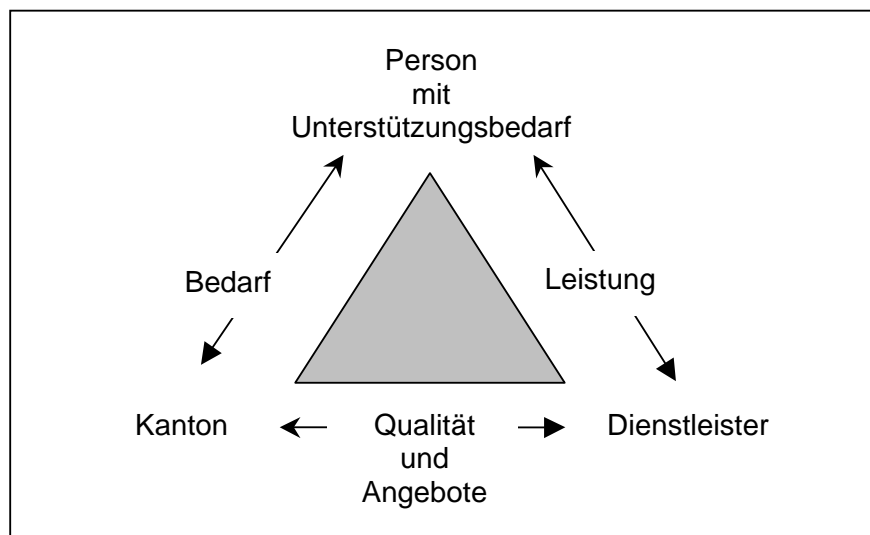 Person
mit
Unterstützungsbedarf
Bedarf
Leistung
Kanton
Qualität
und
Angebote
Dienstleister